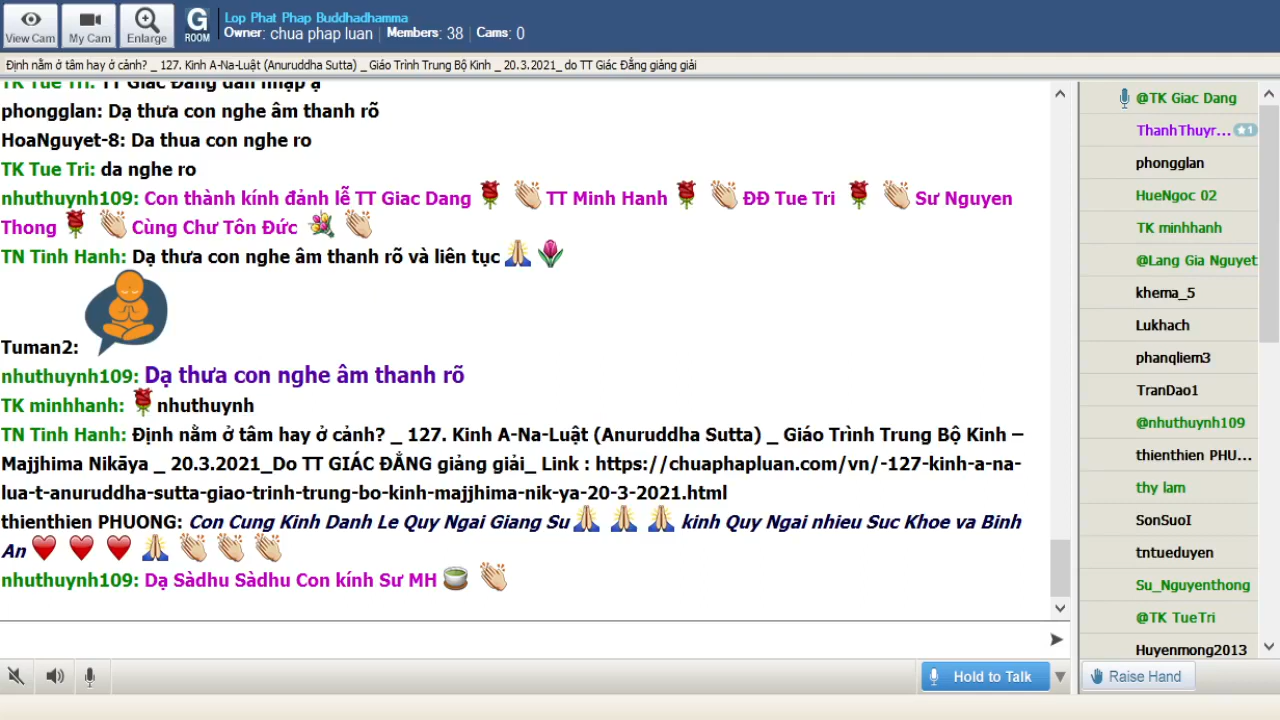 View Cam
My Cam
Enlarge
G
ROOM
Lop Phat Phap Buddhadhamma
Owner: chua phap luan Members: 38 Cams: 0
Định nằm ở tâm hay ở cảnh? _ 127. Kinh A-Na-Luật (Anuruddha Sutta) _ Giáo Trình Trung Bộ Kinh _ 20.3.2021_ do TT Giác Đẳng giảng giải
TK Tue Tri: TT Giac Đang dan nhập ạ
phongglan: Dạ thưa con nghe âm thanh rõ
HoaNguyet-8: Da thua con nghe ro
TK Tue Tri: da nghe ro
nhuthuynh109: Con thành kính đảnh lễ TT Giac Dang TT Minh Hanh ĐĐ Tue Tri Sư Nguyen
Thong Cùng Chư Tôn Đức
TN Tinh Hanh: Dạ thưa con nghe âm thanh rõ và liên tục
Tuman2:
nhuthuynh109: Dạ thưa con nghe âm thanh rõ
TK minhhanh: nhuthuynh
TN Tinh Hanh: Định nằm ở tâm hay ở cảnh? _ 127. Kinh A-Na-Luật (Anuruddha Sutta) _ Giáo Trình Trung Bộ Kinh –
Majjhima Nikāya _ 20.3.2021_Do TT GIÁC ĐẲNG giảng giải_ Link : https://chuaphapluan.com/vn/-127-kinh-a-na-
lua-t-anuruddha-sutta-giao-trinh-trung-bo-kinh-majjhima-nik-ya-20-3-2021.html
thienthien PHUONG: Con Cung Kinh Danh Le Quy Ngai Giang Su kinh Quy Ngai nhieu Suc Khoe va Binh
An
nhuthuynh109: Dạ Sàdhu Sàdhu Con kính Sư MH
Hold to Talk
@TK Giac Dang
ThanhThuyr... 1
phongglan
HueNgoc 02
TK minhhanh
@Lang Gia Nguyet
khema_5
Lukhach
phanqliem3
TranDao1
@nhuthuynh109
thienthien PHU...
thy lam
SonSuoI
tntueduyen
Su_Nguyenthong
@TK TueTri
Huyenmong2013
Raise Hand